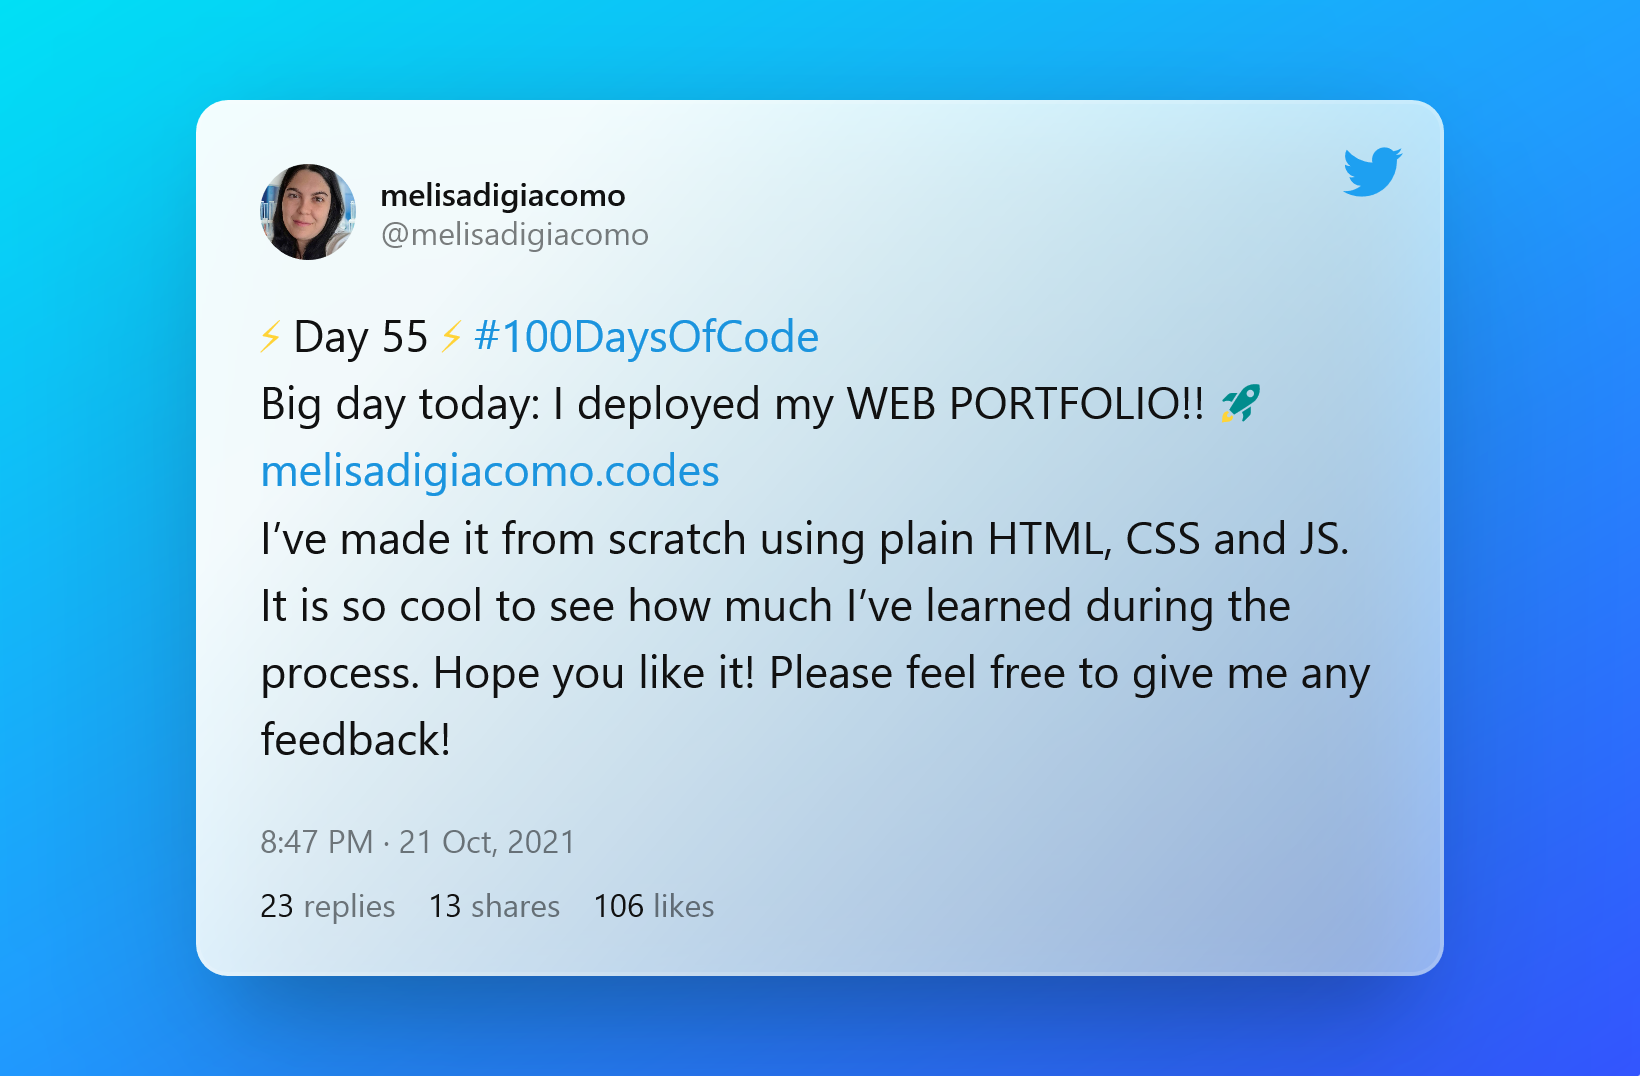 melisadigiacomo
@melisadigiacomo
⚡ Day 55 ⚡ #100DaysOfCode
Big day today: I deployed my WEB PORTFOLIO!! 🚀
melisadigiacomo.codes
I’ve made it from scratch using plain HTML, CSS and JS.
It is so cool to see how much I’ve learned during the
process. Hope you like it! Please feel free to give me any
feedback!
8:47 PM · 21 Oct, 2021
23 replies 13 shares 106 likes